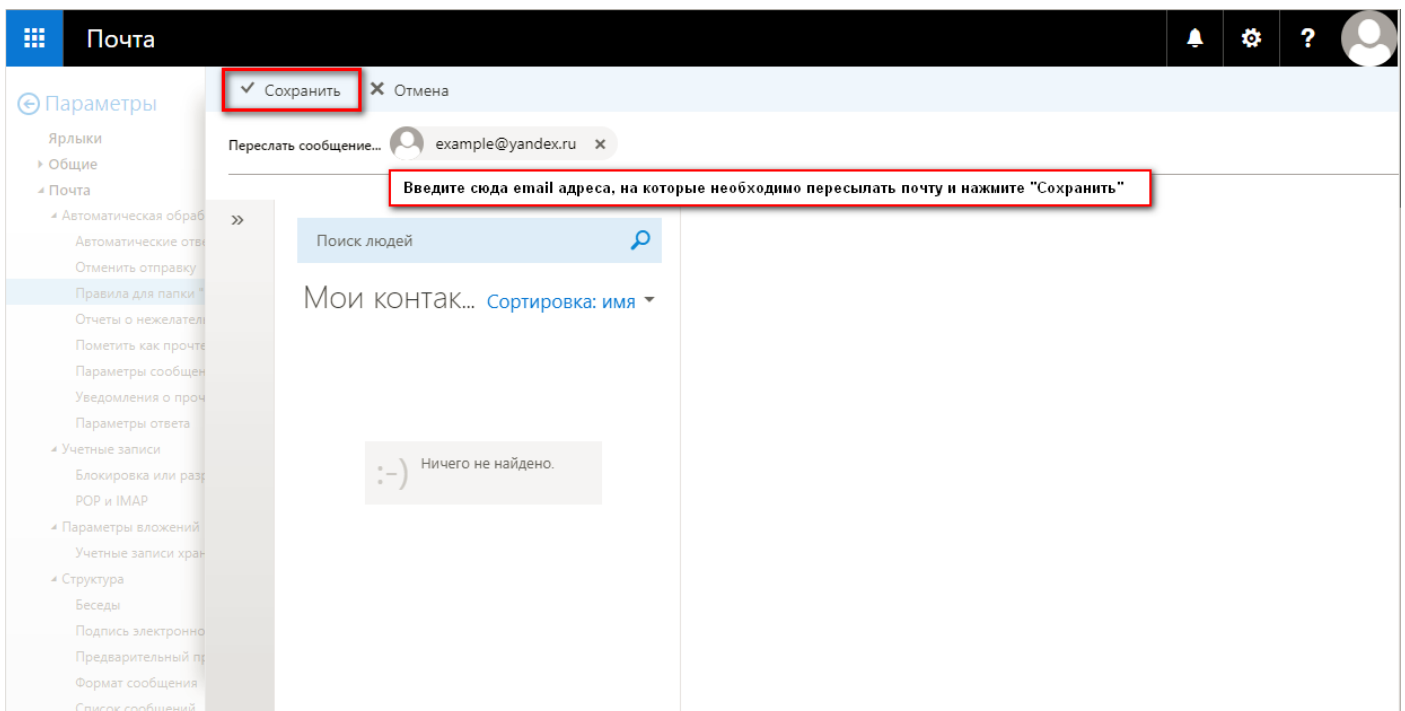 Почта
?
Сохранить
Отмена
Параметры
Переслать сообщение...
example@yandex.ru
Введите сюда email адреса, на которые необходимо пересылать почту и нажмите "Сохранить"
Ярлыки
Общие
Почта
Автоматическая обраб
Автоматические отве
Отменить отправку
Правила для папки "
Отчеты о нежелател
Пометить как прочте
Параметры сообщен
Уведомления о проч
Параметры ответа
Учетные записи
Блокировка или разр
POP и IMAP
Параметры вложений
Учетные записи хран
Структура
Беседы
Подпись электронно
Предварительный пр
Формат сообщения
Список сообщений
»
Поиск людей
Мои контак... Сортировка: имя
:-) Ничего не найдено.